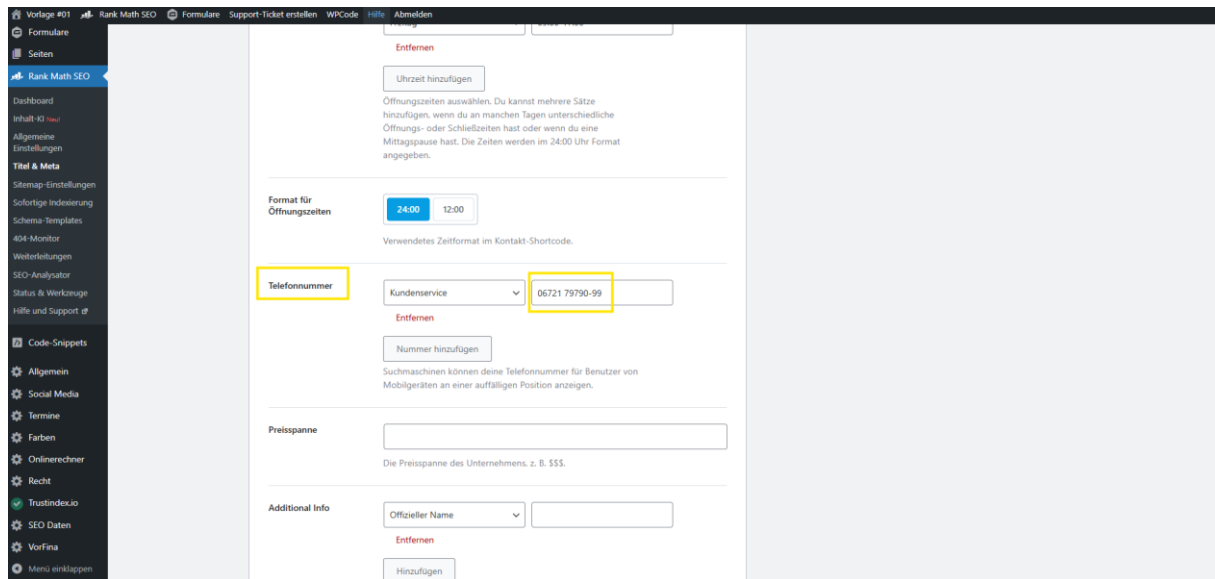 Vorlage #01 Rank Math SEO Formulare Support-Ticket erstellen WPCode Hilfe Abmelden
Formulare
Seiten
Rank Math SEO
Dashboard
Inhalt-KI Neu!
Allgemeine
Einstellungen
Titel & Meta
Sitemap-Einstellungen
Sofortige Indexierung
Schema-Templates
404-Monitor
Weiterleitungen
SEO-Analysator
Status & Werkzeuge
Hilfe und Support
Code-Snippets
Allgemein
Social Media
Termine
Farben
Onlinerechner
Recht
Trustindex.io
SEO Daten
VorFina
Menü einklappen
Entfernen
Uhrzeit hinzufügen
Öffnungszeiten auswählen. Du kannst mehrere Sätze
hinzufügen, wenn du an manchen Tagen unterschiedliche
Öffnungs- oder Schließzeiten hast oder wenn du eine
Mittagspause hast. Die Zeiten werden im 24:00 Uhr Format
angegeben.
Format für
Öffnungszeiten
24:00 12:00
Verwendetes Zeitformat im Kontakt-Shortcode.
Telefonnummer
Kundenservice 06721 79790-99
Entfernen
Nummer hinzufügen
Suchmaschinen können deine Telefonnummer für Benutzer von
Mobilgeräten an einer auffälligen Position anzeigen.
Preisspanne
Die Preisspanne des Unternehmens, z. B. $$$.
Additional Info
Offizieller Name
Entfernen
Hinzufügen